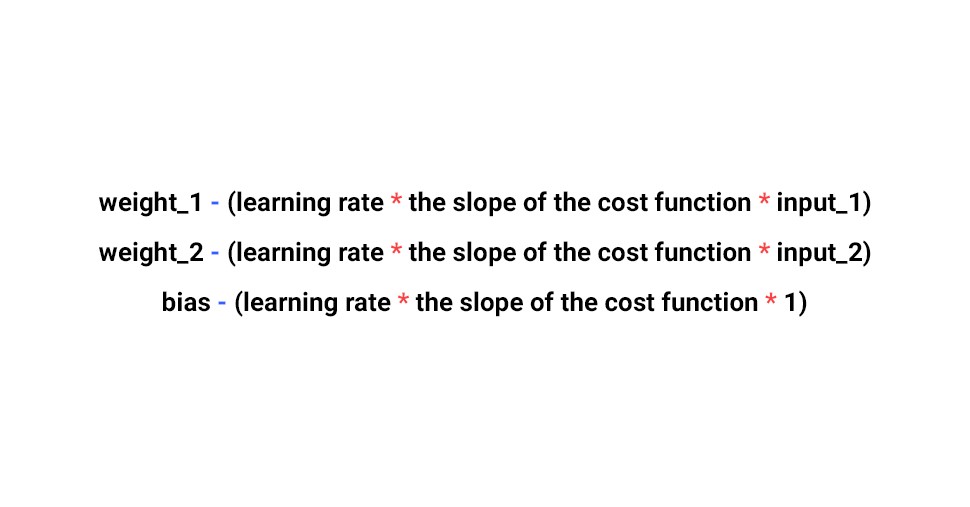 weight_1 - (learning rate * the slope of the cost function * input_1)
weight_2 - (learning rate * the slope of the cost function * input_2)
bias - (learning rate * the slope of the cost function * 1)